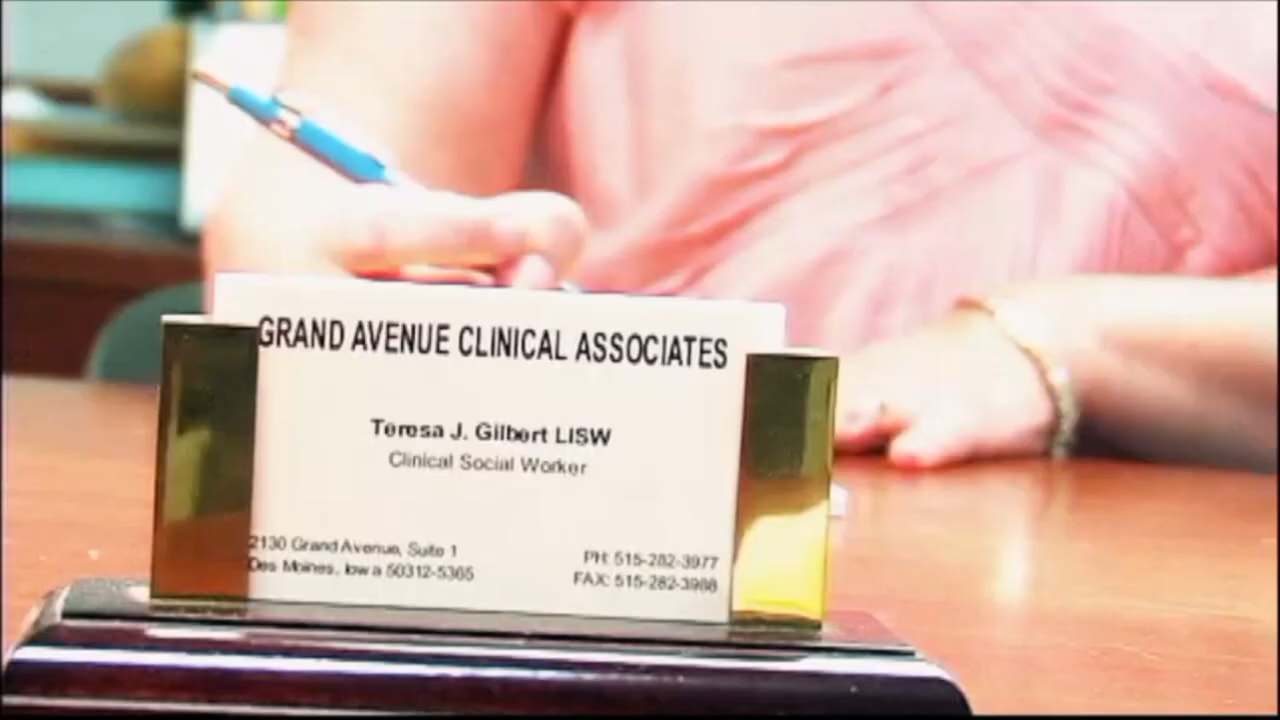 GRAND AVENUE CLINICAL ASSOCIATES
Teresa J. Gilbert LISW
Clinical Social Worker
2130 Grand Avenue, Suite 1
Des Moines, Iowa 50312-5365
PH: 515-282-3977
FAX: 515-282-3988